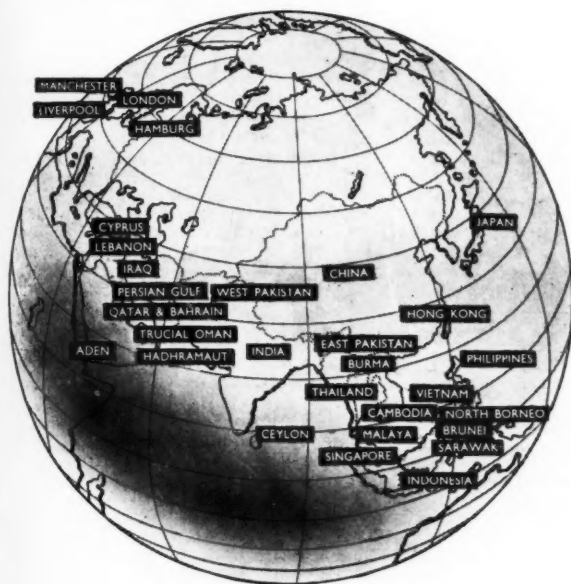 MANCHESTER
LONDON
LIVERPOOL
HAMBURG
CYPRUS
JAPAN
LEBANON
IRAQ
CHINA
PERSIAN GULF
WEST PAKISTAN
QATAR & BAHRAIN
HONG KONG
TRUCIAL OMAN
EAST PAKISTAN
ADEN
HADHRAMAUT
INDIA
BURMA
PHILIPPINES
THAILAND
VIETNAM
CAMBODIA
NORTH BORNEO
CEYLON
MALAYA
BRUNEI
SINGAPORE
SARAWAK
INDONESIA